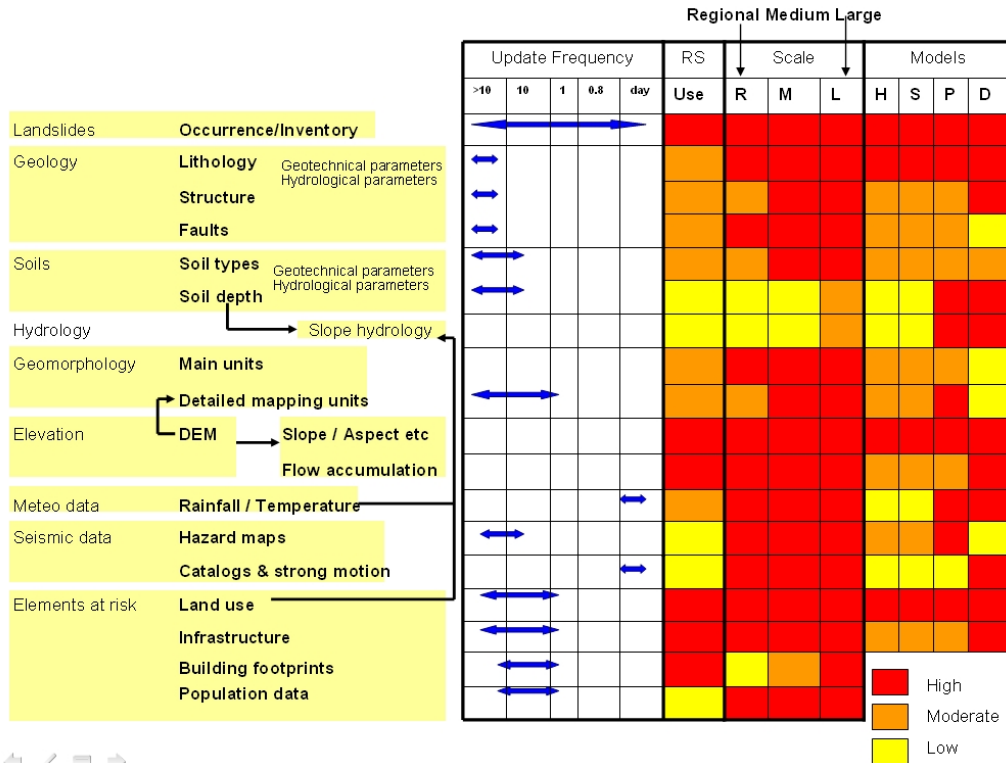 Regional Medium Large
Update Frequency RS Scale Models
>10 10 1 0.8 day Use R M L H S P D
Landslides Occurrence/Inventory
Geology Lithology Geotechnical parameters
Hydrological parameters
Structure
Faults
Soils Soil types Geotechnical parameters
Hydrological parameters
Soil depth
Hydrology Slope hydrology
Geomorphology Main units
Detailed mapping units
Elevation DEM Slope / Aspect etc
Flow accumulation
Meteo data Rainfall / Temperature
Seismic data Hazard maps
Catalogs & strong motion
Elements at risk Land use
Infrastructure
Building footprints
Population data
High
Moderate
Low